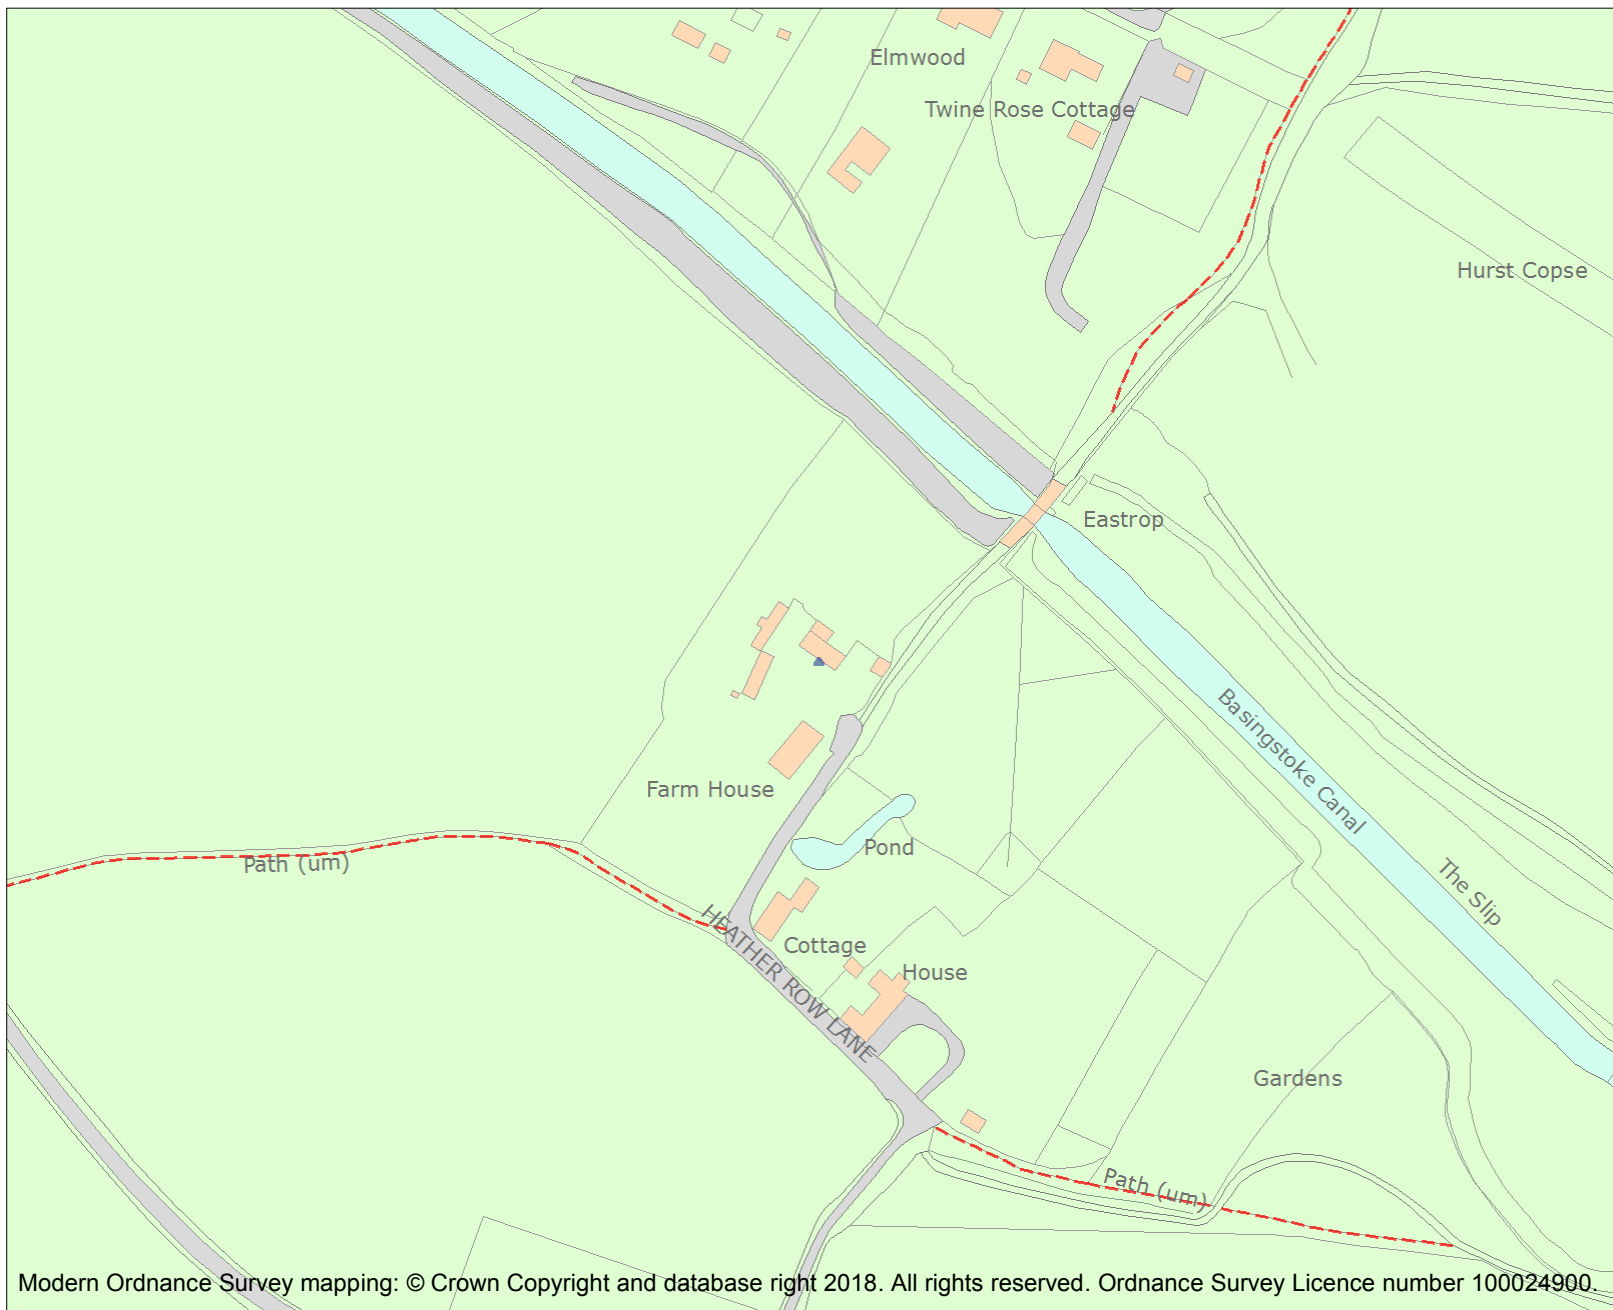 Elmwood
Twine Rose Cottage
Hurst Copse
Eastrop
Basingstoke Canal
Farm House
Pond
Path (um)
The Slip
HEATHER ROW LANE
Cottage
House
Gardens
Path (um)
Modern Ordnance Survey mapping: © Crown Copyright and database right 2018. All rights reserved. Ordnance Survey Licence number 100024900.